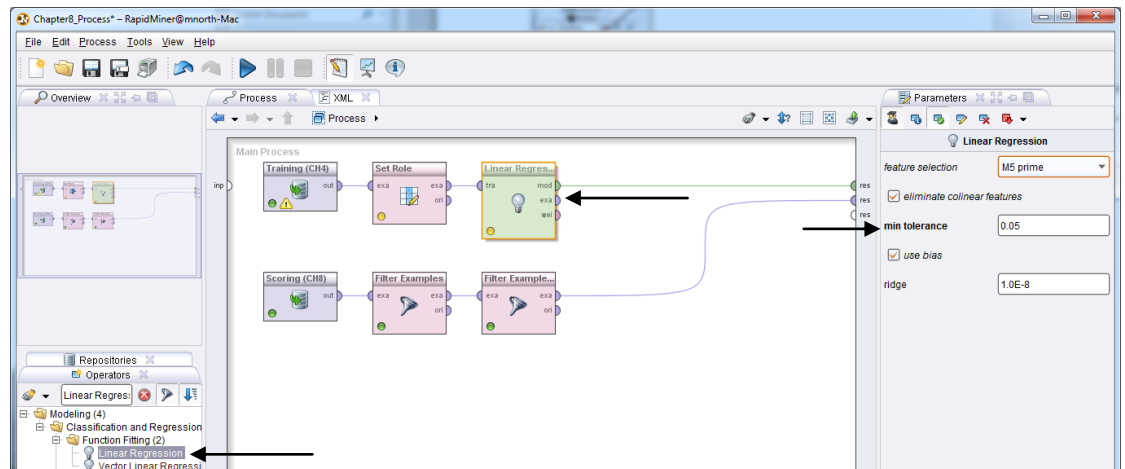 Chapter8_Process* – RapidMiner@mnorth-Mac
File Edit Process Tools View Help
Overview
Process
XML
Parameters
Process
Linear Regression
Main Process
Training (CH4)
Set Role
Linear Regres...
inp
out
exa
exa
ori
tra
mod
exa
wei
res
res
res
feature selection
M5 prime
eliminate colinear features
min tolerance
0.05
use bias
ridge
1.0E-8
Scoring (CH8)
Filter Examples
Filter Example...
out
exa
exa
ori
exa
exa
ori
Repositories
Operators
Linear Regres
Modeling (4)
Classification and Regression
Function Fitting (2)
Linear Regression
Vector Linear Regressi